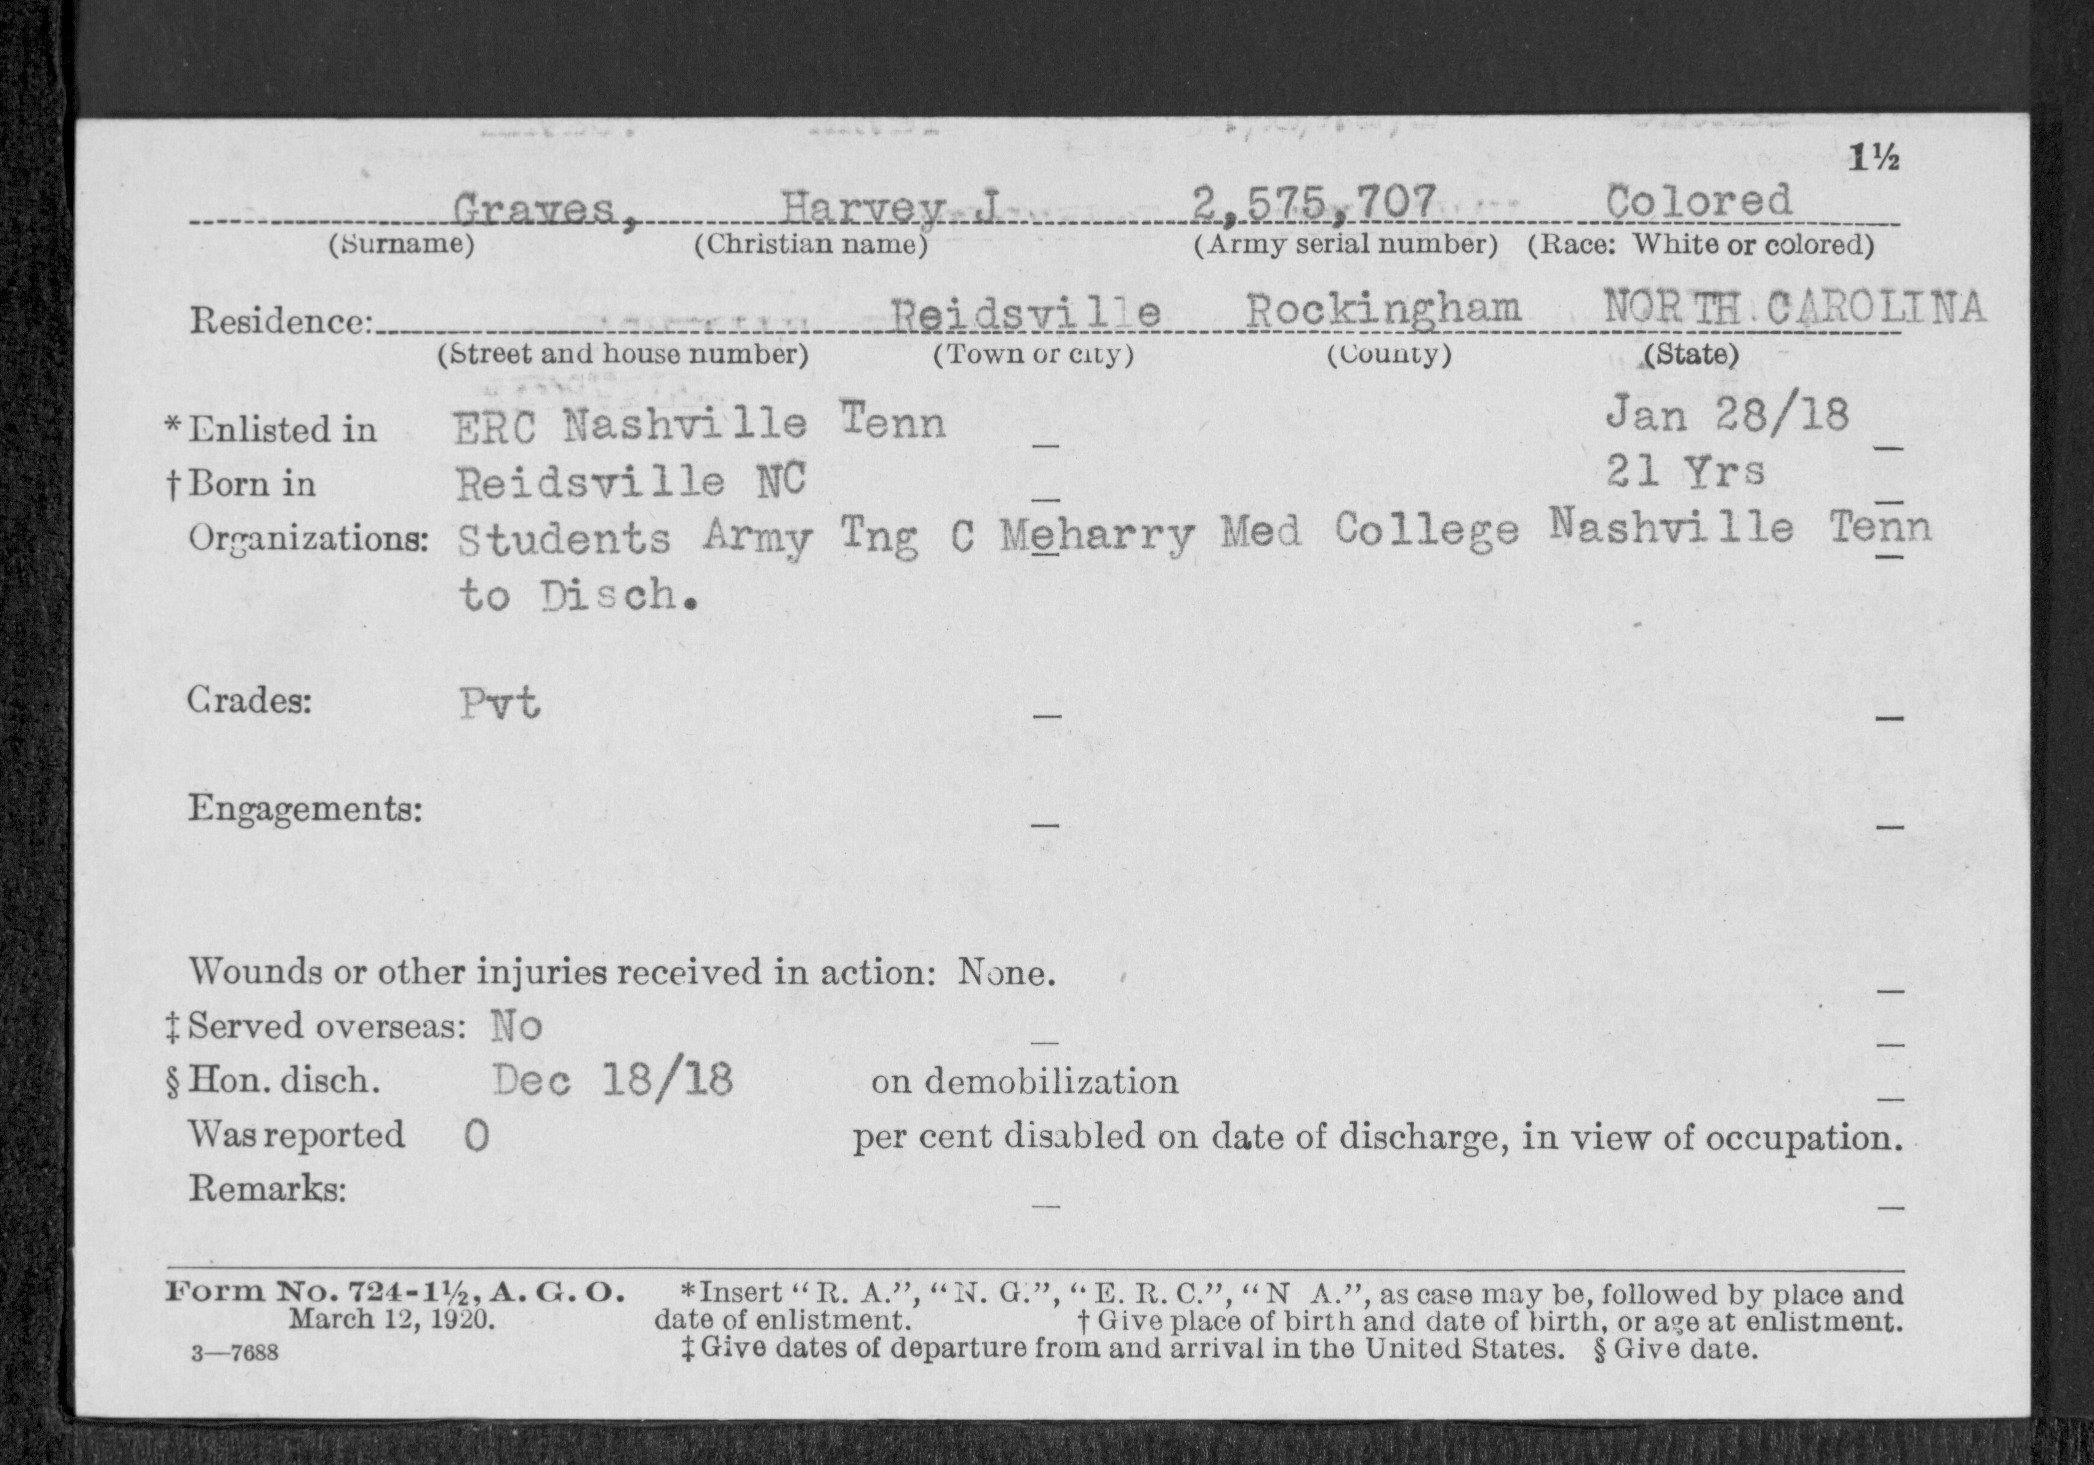 1½
Graves, Harvey J 2,575,707 Colored
(Surname) (Christian name) (Army serial number) (Race: White or colored)
Residence: Reidsville Rockingham NORTH CAROLINA
(Street and house number) (Town or city) (County) (State)
*Enlisted in ERC Nashville Tenn Jan 28/18
†Born in Reidsville NC 21 Yrs
Organizations: Students Army Tng C Meharry Med College Nashville Tenn
to Disch.
Grades: Pvt
Engagements:
Wounds or other injuries received in action: None.
‡Served overseas: No
§Hon. disch. Dec 18/18 on demobilization
Was reported 0 per cent disabled on date of discharge, in view of occupation.
Remarks:
Form No. 724-1½, A. G. O. *Insert “R. A.”, “N. G.”, “E. R. C.”, “N A.”, as case may be, followed by place and
March 12, 1920. date of enlistment. †Give place of birth and date of birth, or age at enlistment.
3—7688 ‡Give dates of departure from and arrival in the United States. §Give date.